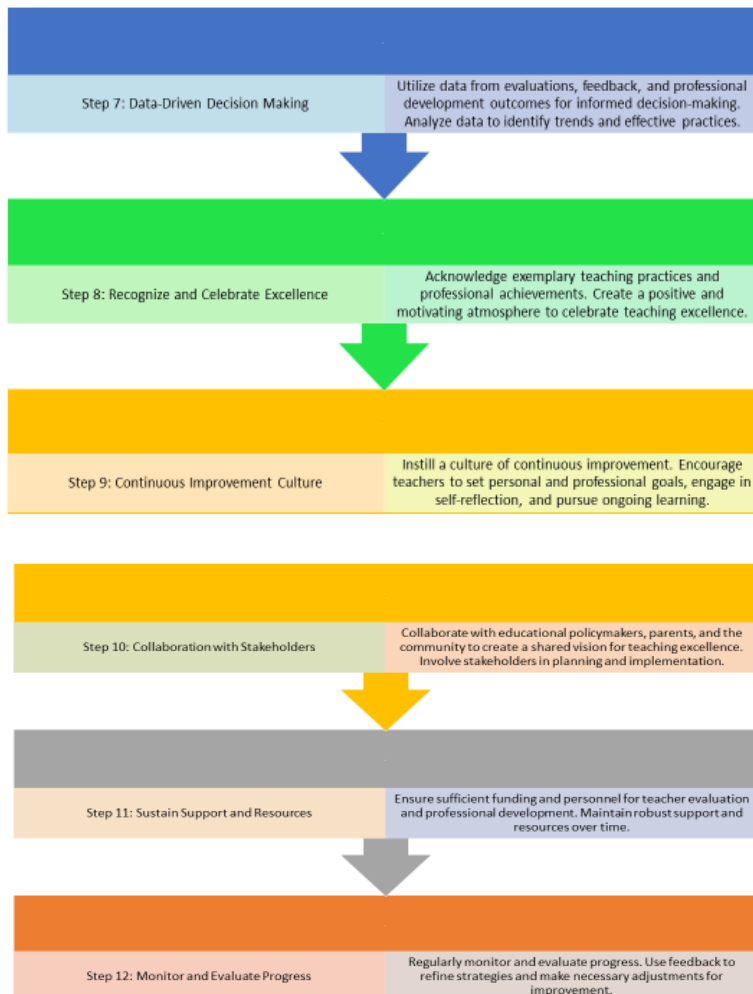 Step 7: Data-Driven Decision Making
Utilize data from evaluations, feedback, and professional
development outcomes for informed decision-making.
Analyze data to identify trends and effective practices.
Step 8: Recognize and Celebrate Excellence
Acknowledge exemplary teaching practices and
professional achievements. Create a positive and
motivating atmosphere to celebrate teaching excellence.
Step 9: Continuous Improvement Culture
Instill a culture of continuous improvement. Encourage
teachers to set personal and professional goals, engage in
self-reflection, and pursue ongoing learning.
Step 10: Collaboration with Stakeholders
Collaborate with educational policymakers, parents, and the
community to create a shared vision for teaching excellence.
Involve stakeholders in planning and implementation.
Step 11: Sustain Support and Resources
Ensure sufficient funding and personnel for teacher evaluation
and professional development. Maintain robust support and
resources over time.
Step 12: Monitor and Evaluate Progress
Regularly monitor and evaluate progress. Use feedback to
refine strategies and make necessary adjustments for
improvement.